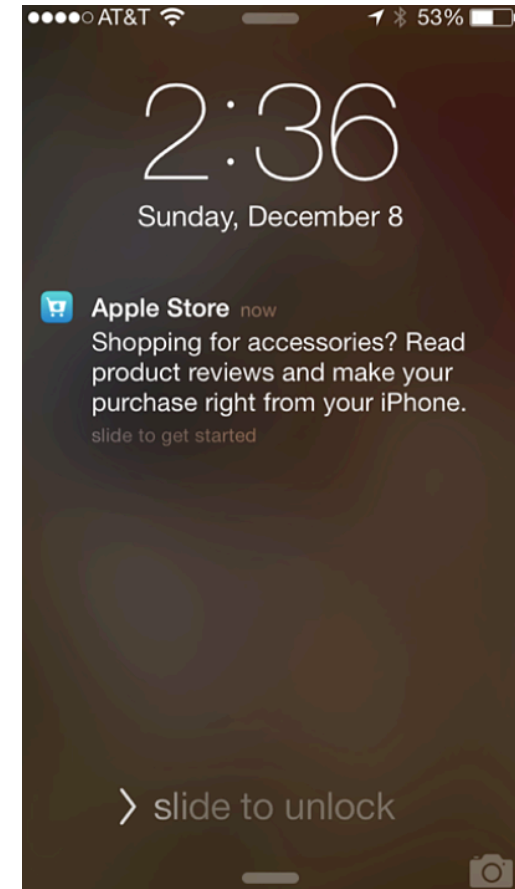 AT&T 53%
2:36
Sunday, December 8
Apple Store now
Shopping for accessories? Read
product reviews and make your
purchase right from your iPhone.
slide to get started
slide to unlock